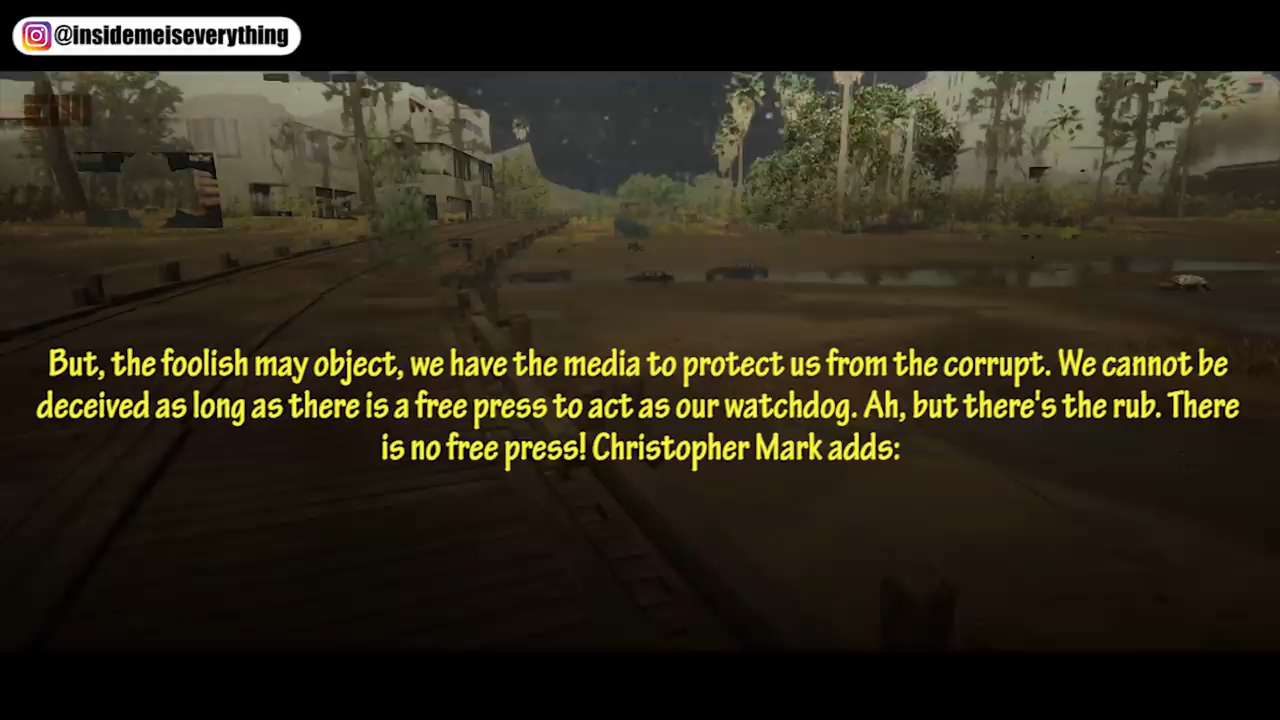 @insidemeiseverything
But, the foolish may object, we have the media to protect us from the corrupt. We cannot be
deceived as long as there is a free press to act as our watchdog. Ah, but there's the rub. There
is no free press! Christopher Mark adds: